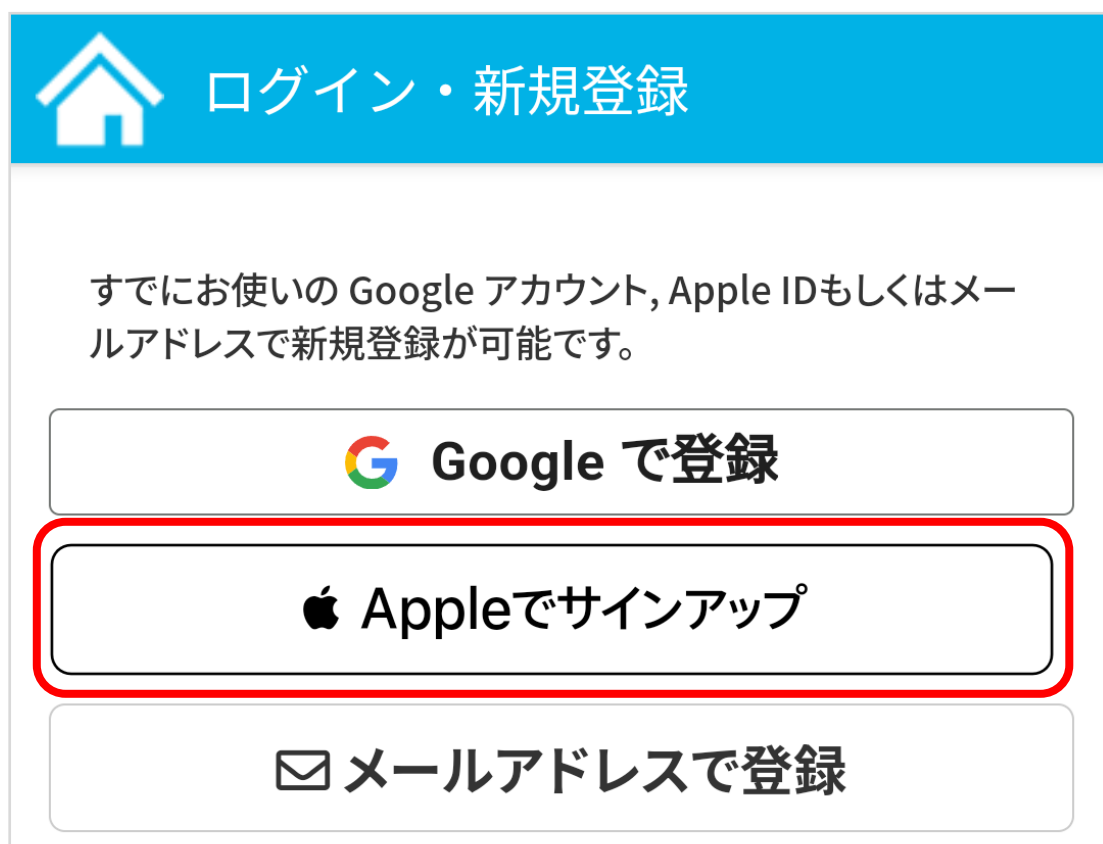 ログイン・新規登録
すでにお使いの Google アカウント, Apple IDもしくはメー
ルアドレスで新規登録が可能です。
Google で登録
Appleでサインアップ
メールアドレスで登録